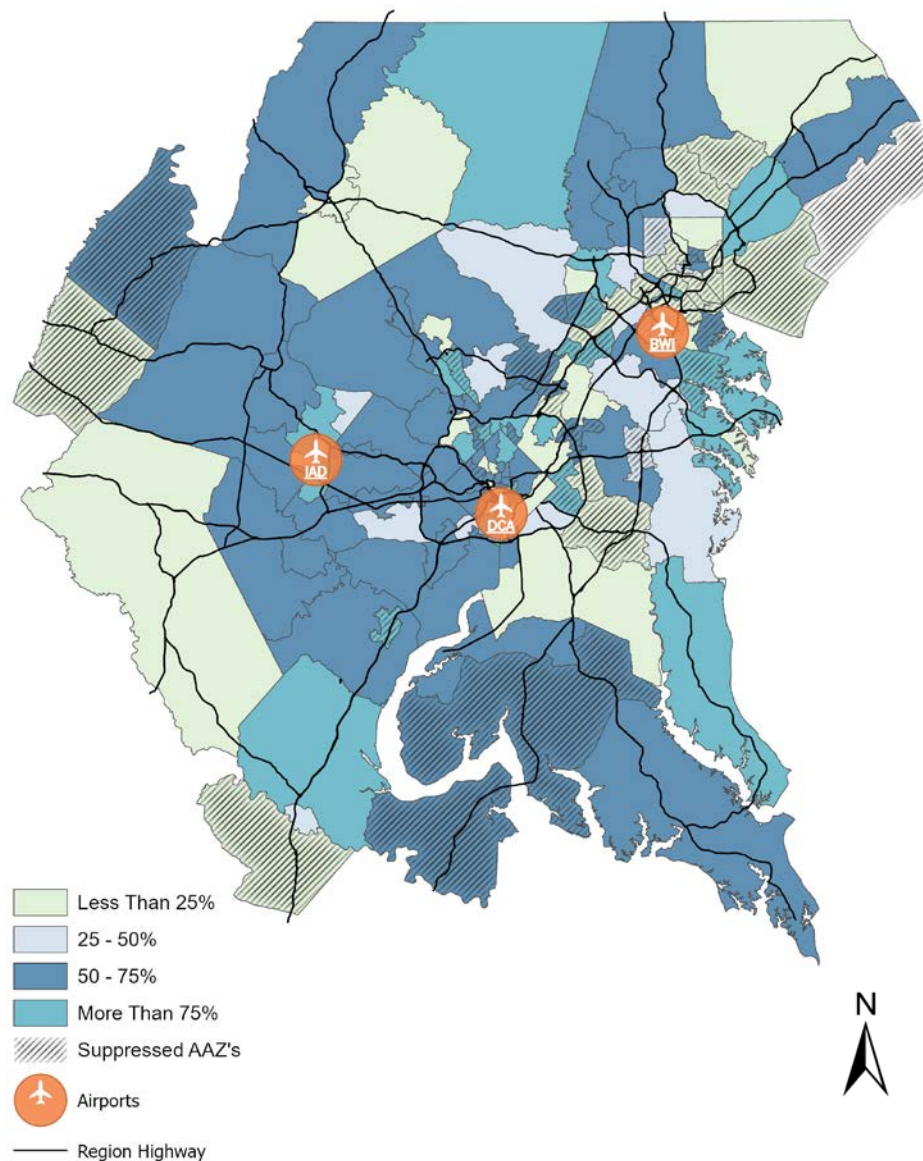 BWI
IAD
DCA
Less Than 25%
25 - 50%
50 - 75%
More Than 75%
Suppressed AAZ's
Airports
Region Highway
N